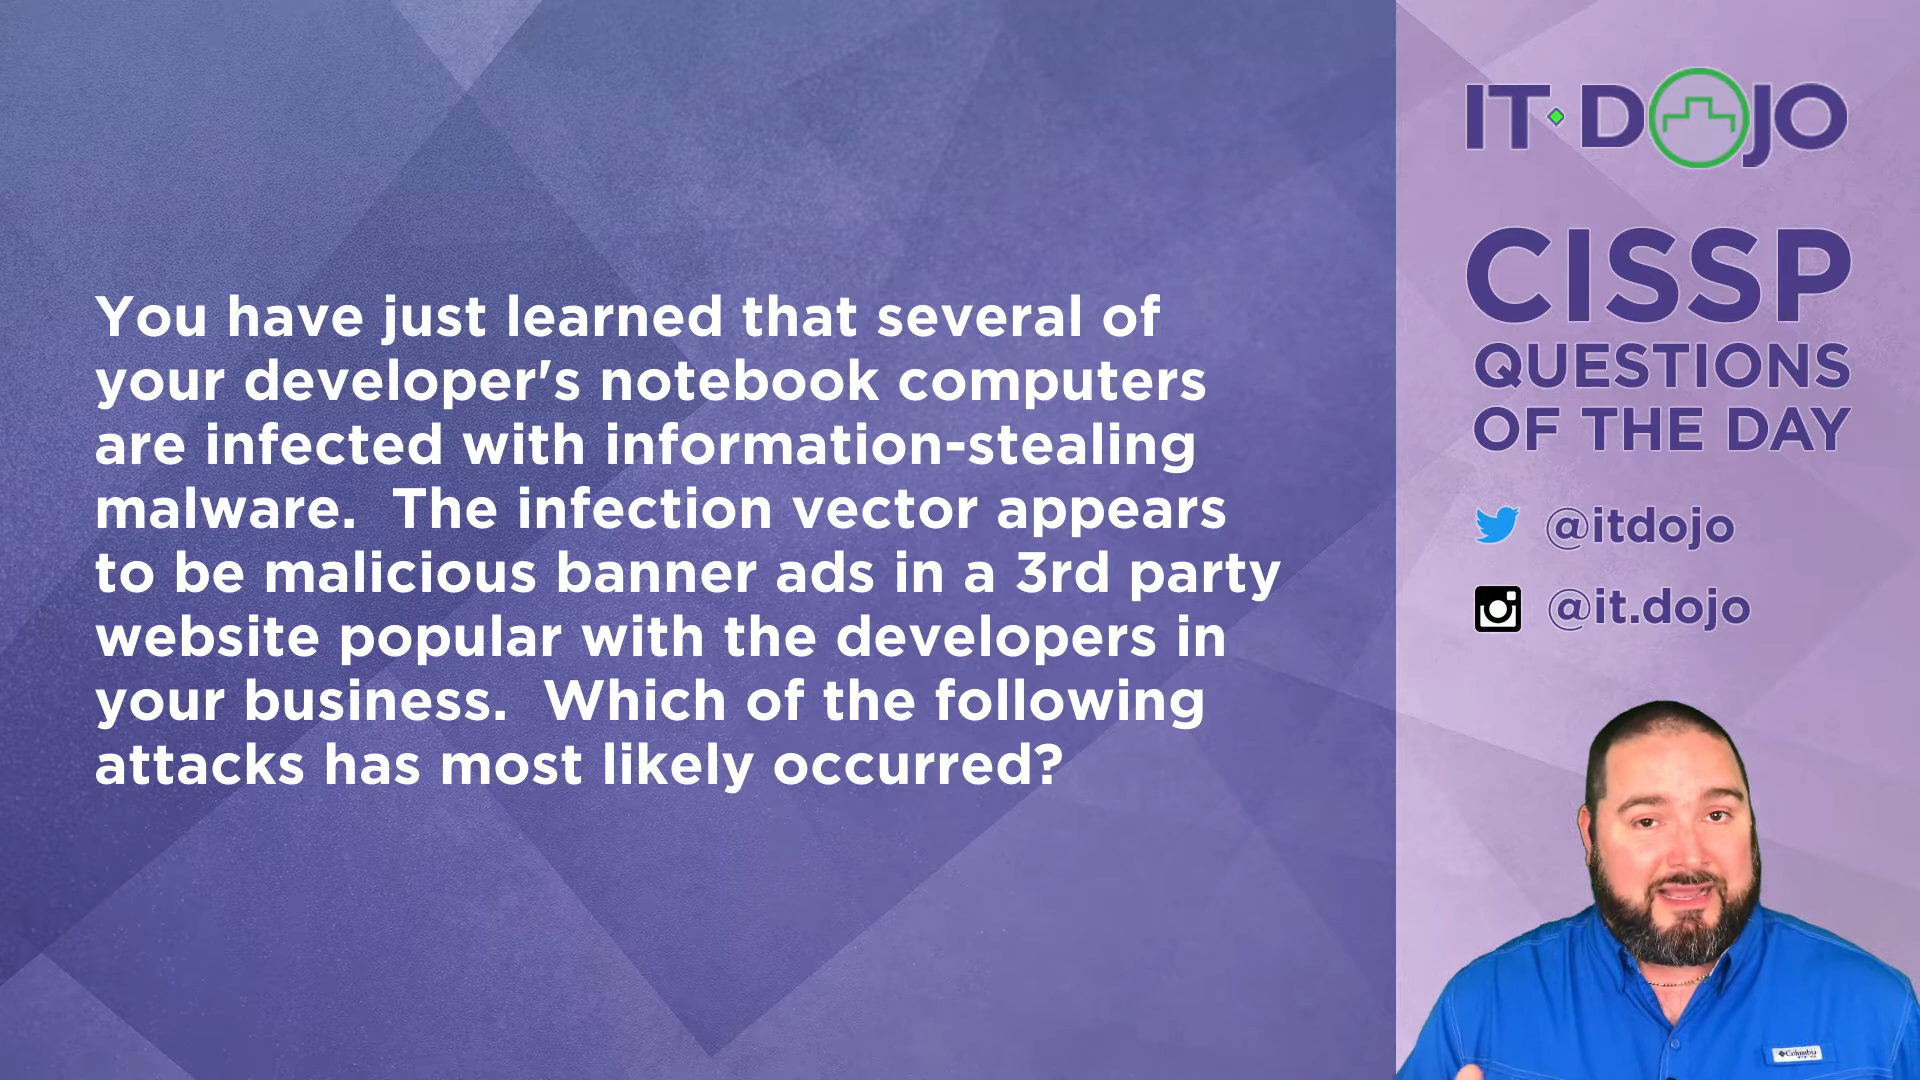 You have just learned that several of
your developer's notebook computers
are infected with information-stealing
malware.  The infection vector appears
to be malicious banner ads in a 3rd party
website popular with the developers in
your business.  Which of the following
attacks has most likely occurred?
IT DOJO
CISSP
QUESTIONS
OF THE DAY
@itdojo
@it.dojo
Columbia